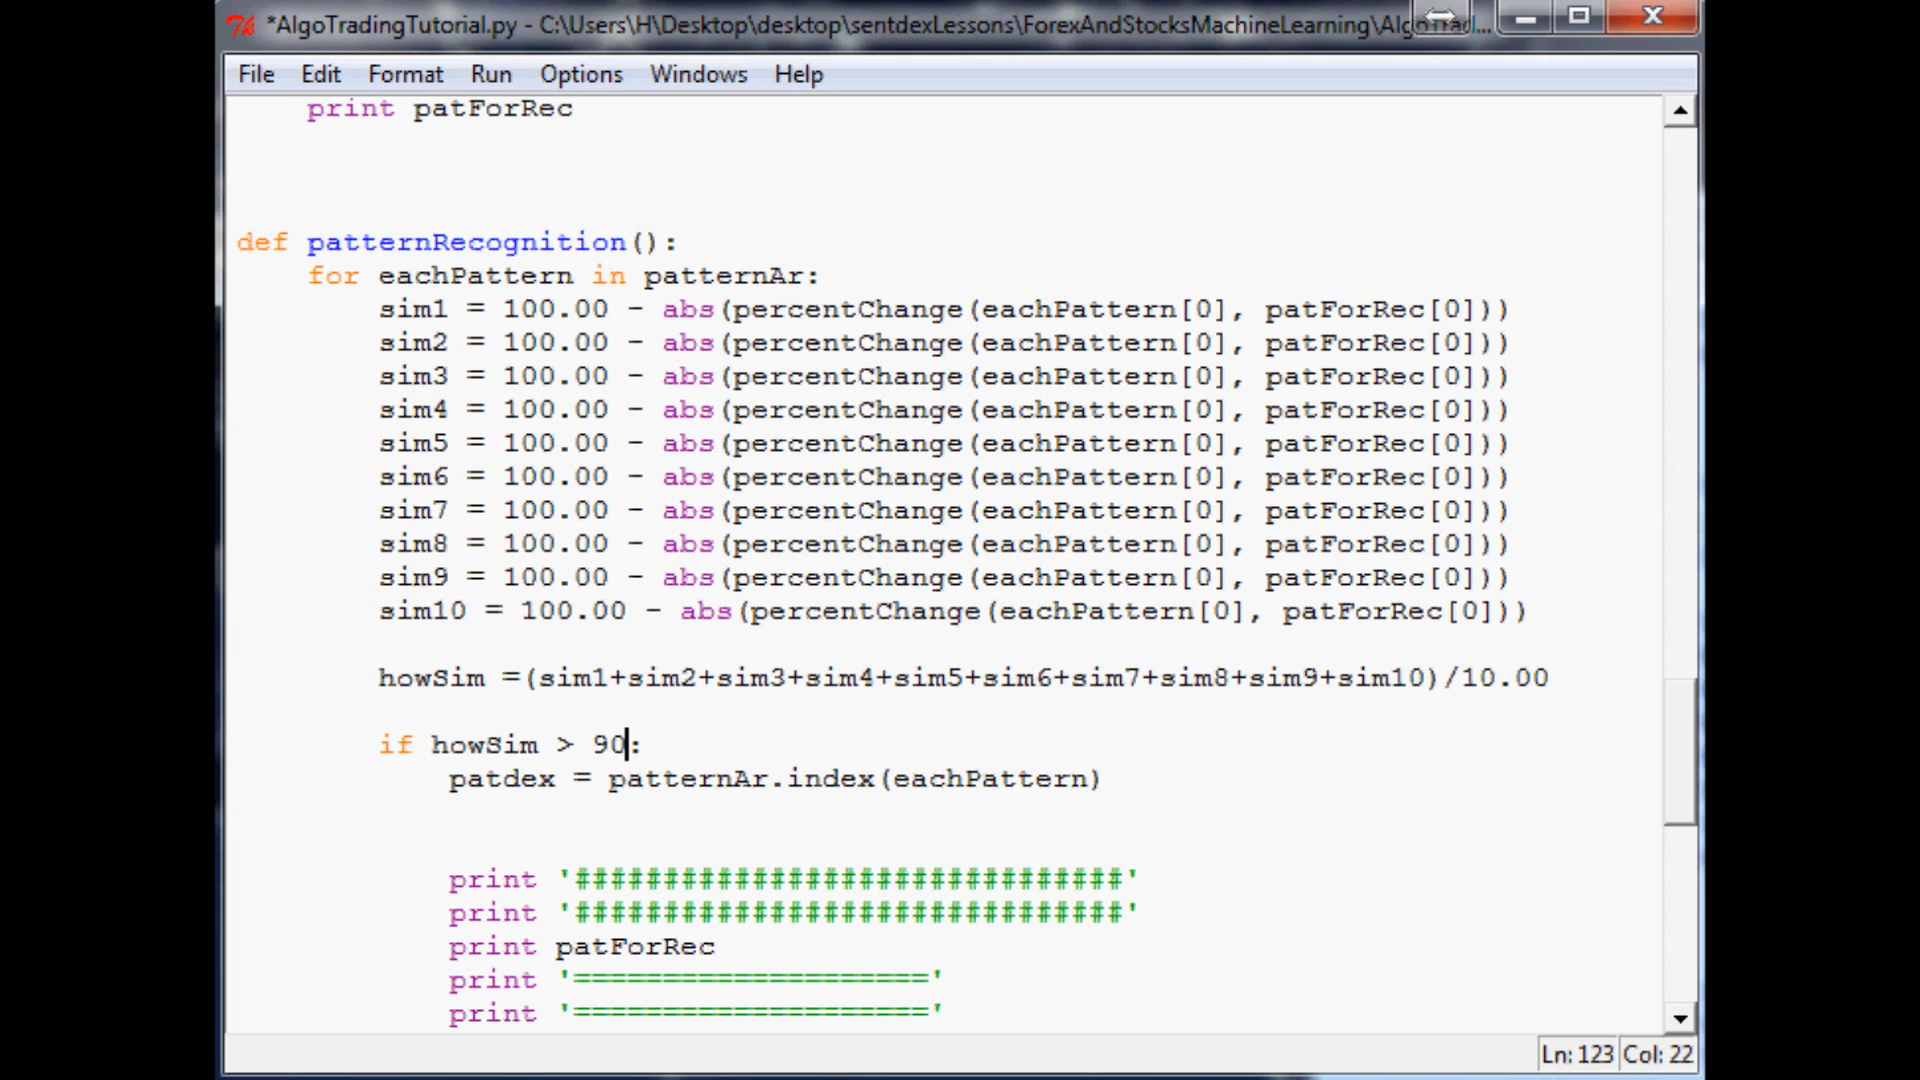 *AlgoTradingTutorial.py - C:\Users\H\Desktop\desktop\sentdexLessons\ForexAndStocksMachineLearning\AlgoTrad...
File Edit Format Run Options Windows Help
print patForRec
def patternRecognition():
for eachPattern in patternAr:
sim1 = 100.00 - abs(percentChange(eachPattern[0], patForRec[0]))
sim2 = 100.00 - abs(percentChange(eachPattern[0], patForRec[0]))
sim3 = 100.00 - abs(percentChange(eachPattern[0], patForRec[0]))
sim4 = 100.00 - abs(percentChange(eachPattern[0], patForRec[0]))
sim5 = 100.00 - abs(percentChange(eachPattern[0], patForRec[0]))
sim6 = 100.00 - abs(percentChange(eachPattern[0], patForRec[0]))
sim7 = 100.00 - abs(percentChange(eachPattern[0], patForRec[0]))
sim8 = 100.00 - abs(percentChange(eachPattern[0], patForRec[0]))
sim9 = 100.00 - abs(percentChange(eachPattern[0], patForRec[0]))
sim10 = 100.00 - abs(percentChange(eachPattern[0], patForRec[0]))
howSim =(sim1+sim2+sim3+sim4+sim5+sim6+sim7+sim8+sim9+sim10)/10.00
if howSim > 90:
patdex = patternAr.index(eachPattern)
print '###############################'
print '###############################'
print patForRec
print '===================='
print '===================='
Ln: 123 Col: 22